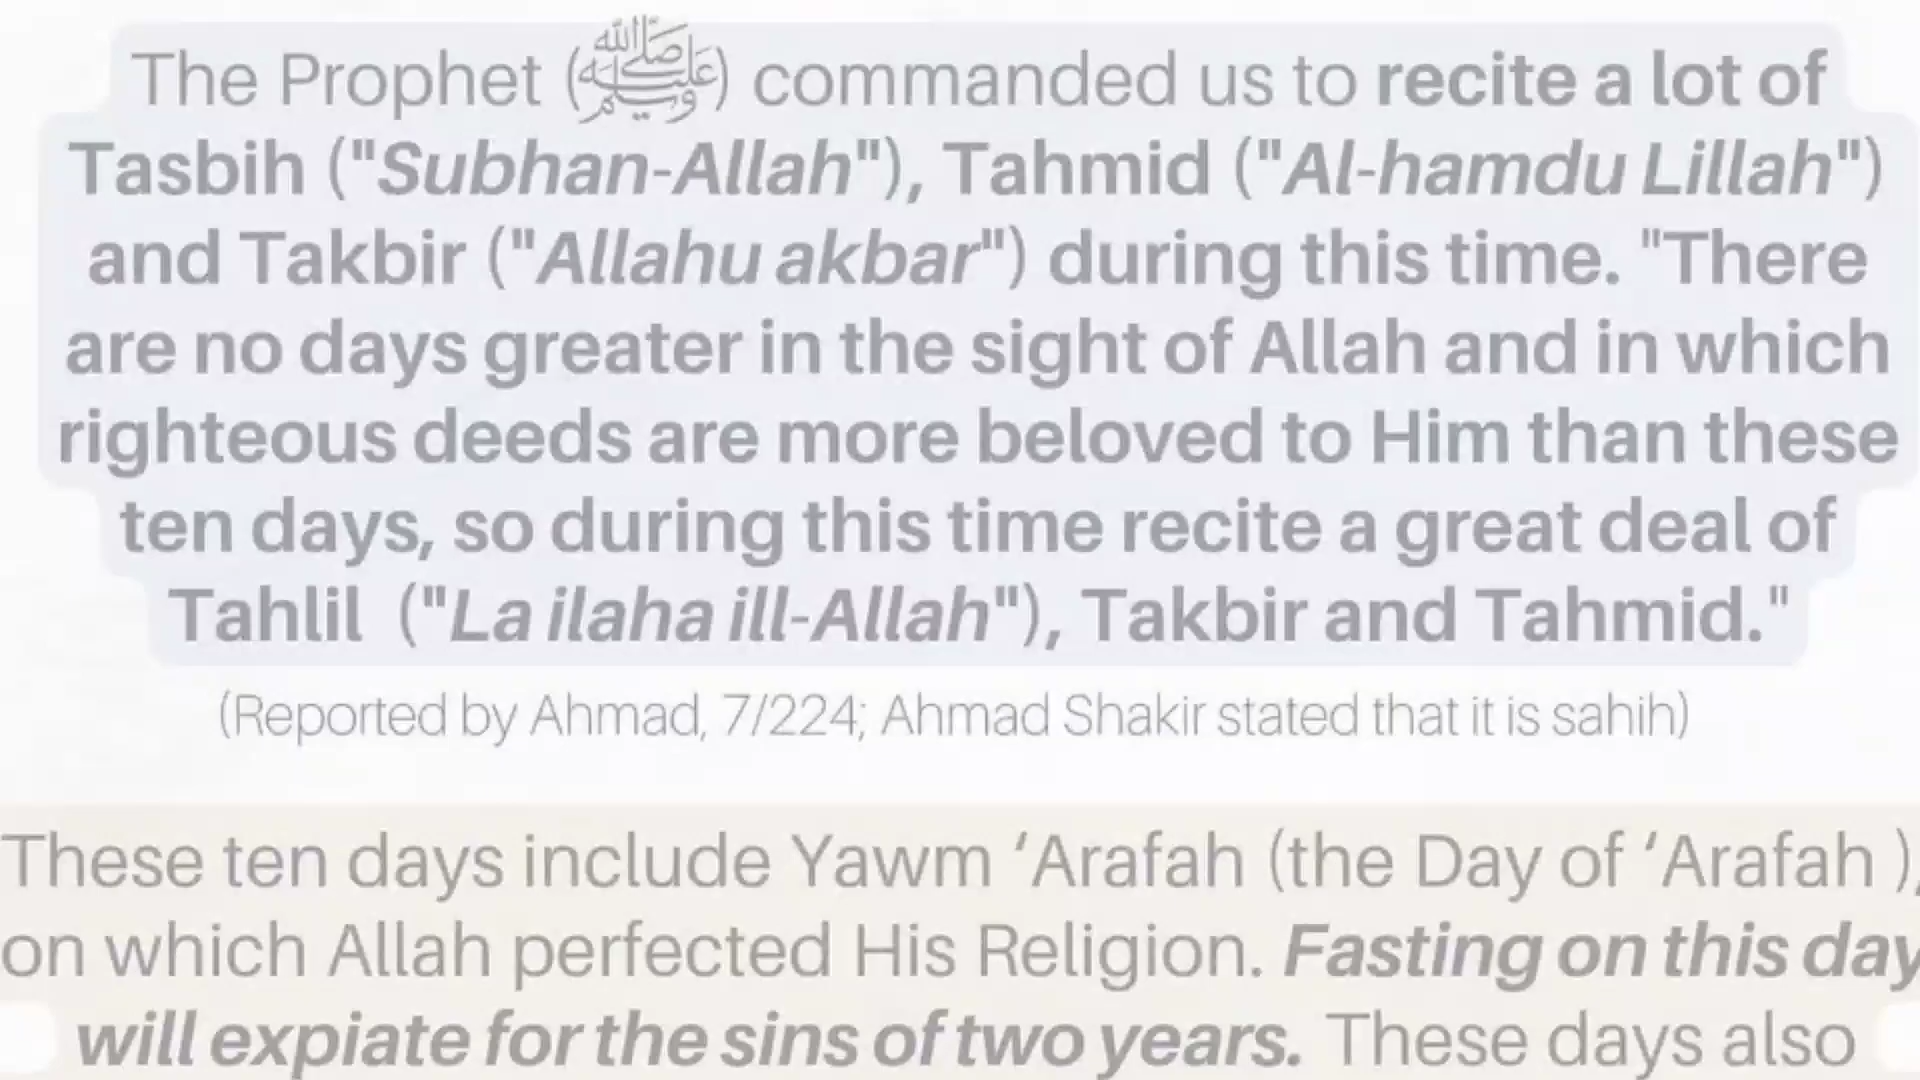 The Prophet (ﷺ) commanded us to recite a lot of
Tasbih ("Subhan-Allah"), Tahmid ("Al-hamdu Lillah")
and Takbir ("Allahu akbar") during this time. "There
are no days greater in the sight of Allah and in which
righteous deeds are more beloved to Him than these
ten days, so during this time recite a great deal of
Tahlil ("La ilaha ill-Allah"), Takbir and Tahmid."
(Reported by Ahmad, 7/224; Ahmad Shakir stated that it is sahih)
These ten days include Yawm ‘Arafah (the Day of ‘Arafah ),
on which Allah perfected His Religion. Fasting on this day
will expiate for the sins of two years. These days also